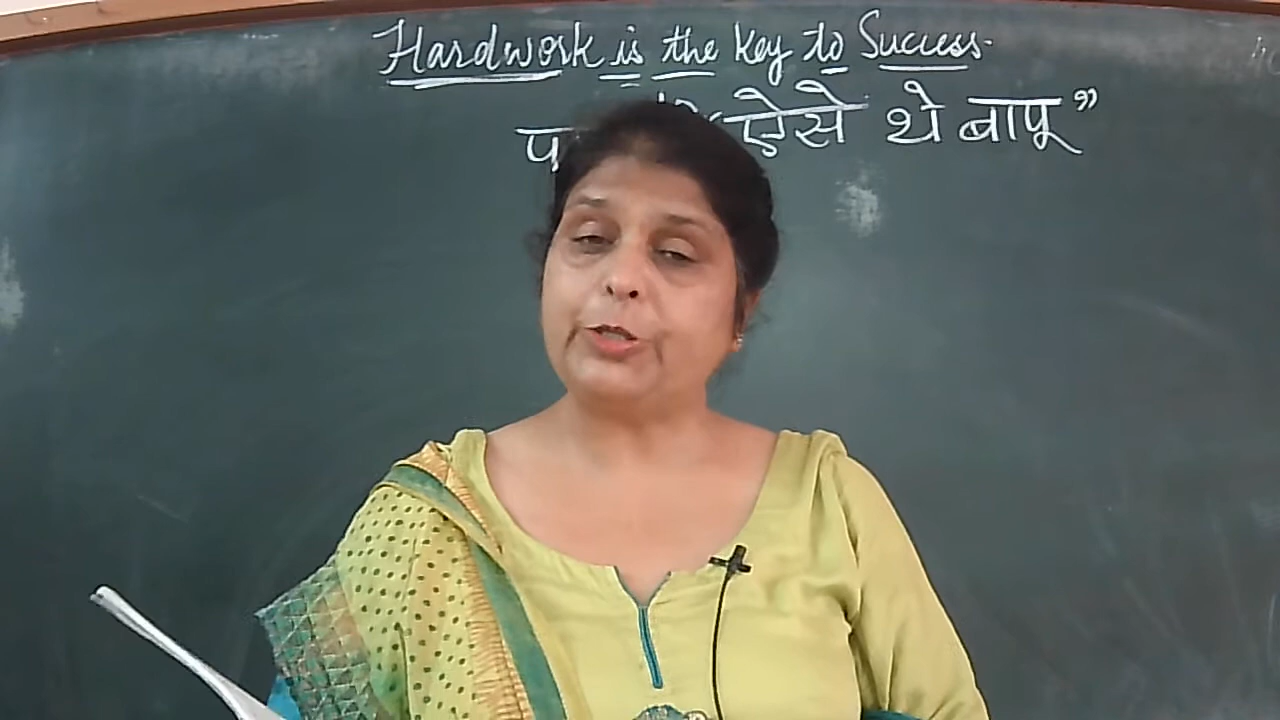 Hardwork is the key to Success.
ऐसे थे बापू”